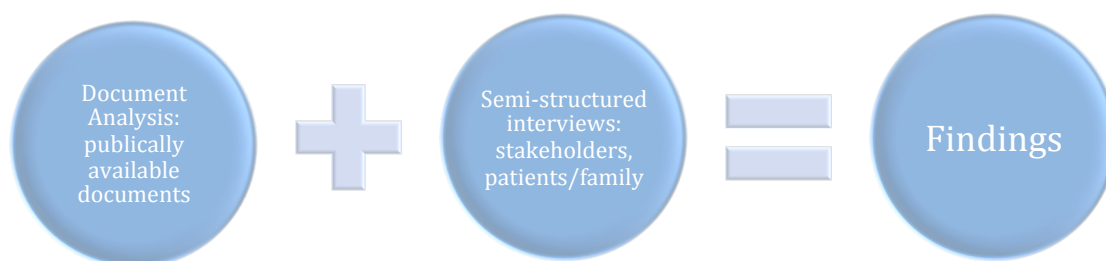 Document
Analysis:
publically
available
documents
Semi-structured
interviews:
stakeholders,
patients/family
Findings